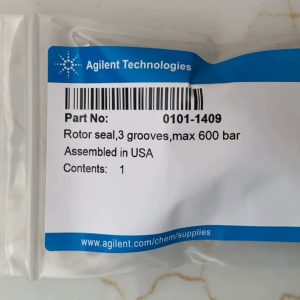 Agilent Technologies
Part No: 0101-1409
Rotor seal,3 grooves,max 600 bar
Assembled in USA
Contents: 1
www.agilent.com/chem/supplies